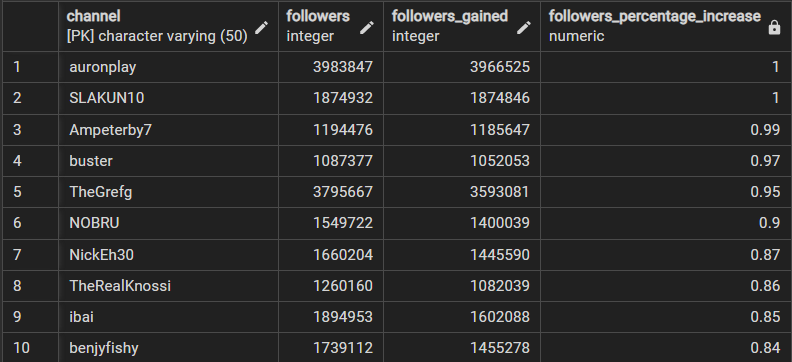 channel followers followers_gained followers_percentage_increase
[PK] character varying (50) integer integer numeric
1 auronplay 3983847 3966525 1
2 SLAKUN10 1874932 1874846 1
3 Ampeterby7 1194476 1185647 0.99
4 buster 1087377 1052053 0.97
5 TheGrefg 3795667 3593081 0.95
6 NOBRU 1549722 1400039 0.9
7 NickEh30 1660204 1445590 0.87
8 TheRealKnossi 1260160 1082039 0.86
9 ibai 1894953 1602088 0.85
10 benjyfishy 1739112 1455278 0.84